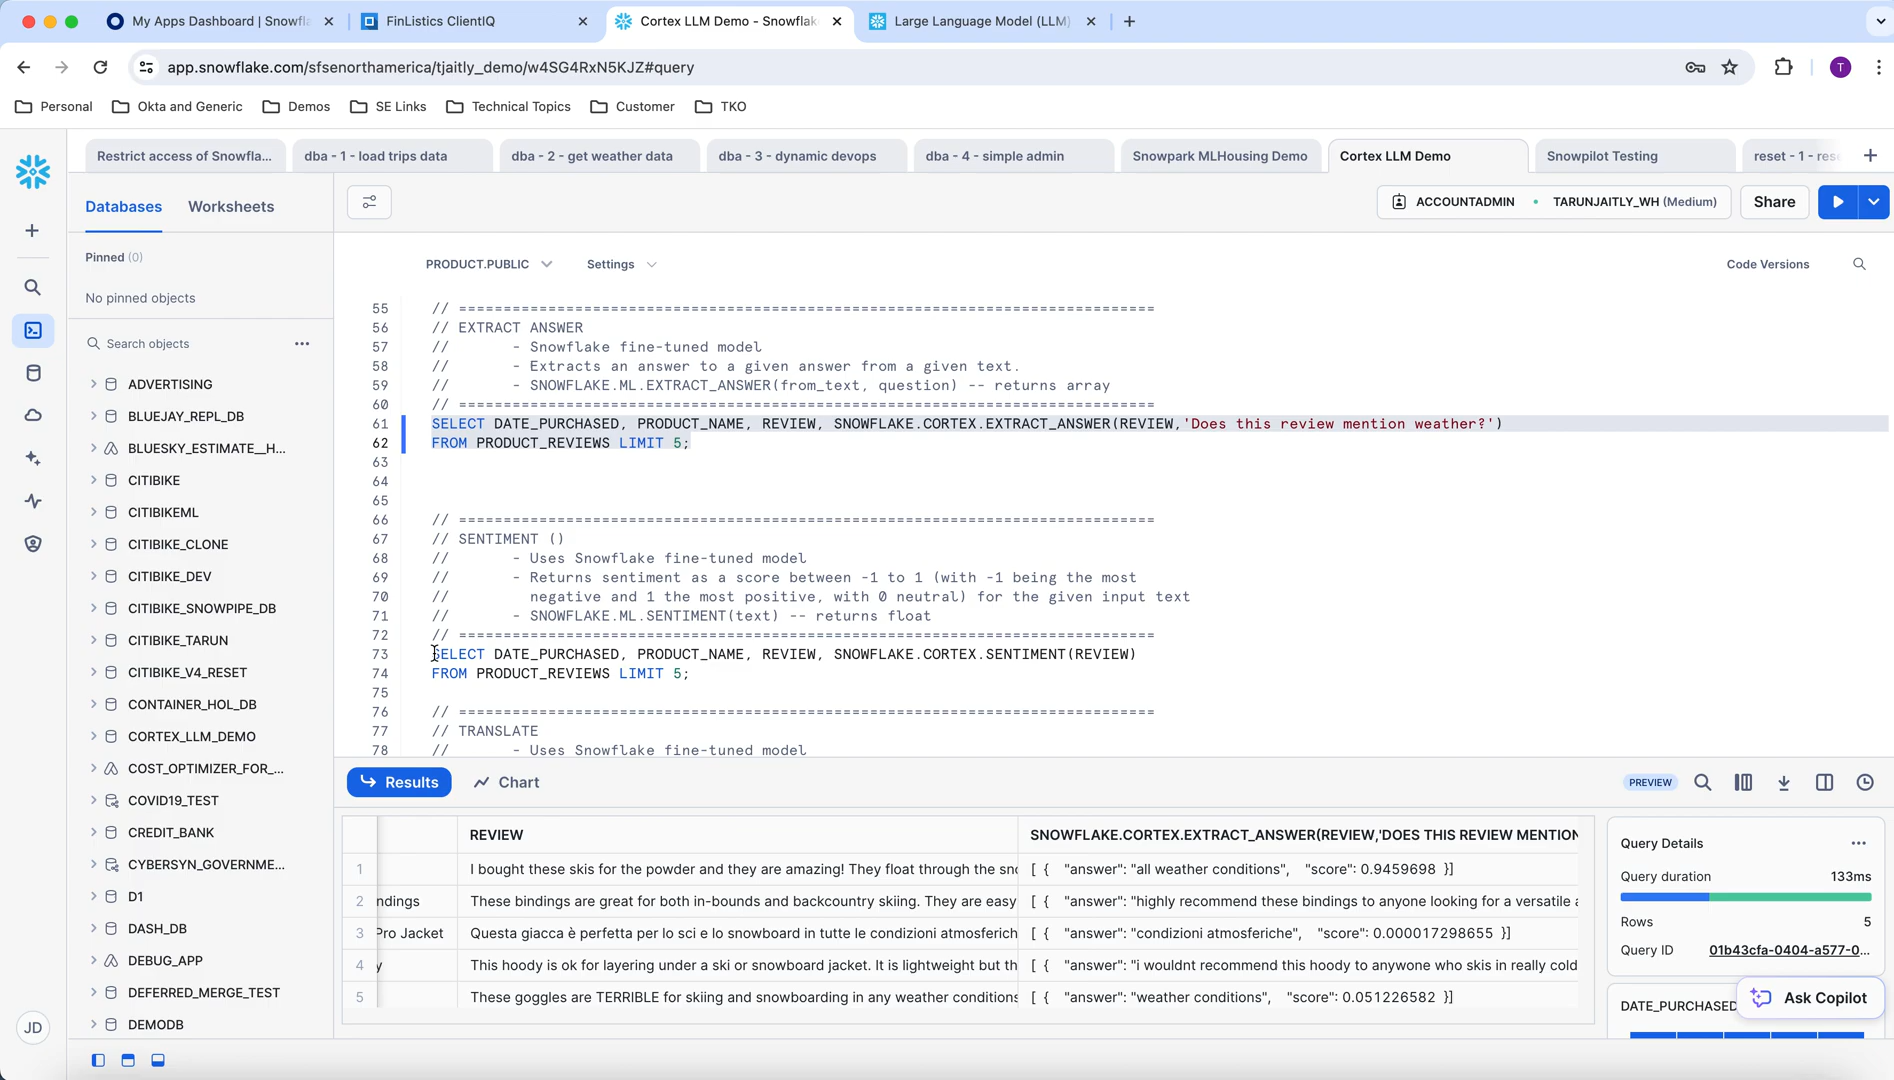 My Apps Dashboard | Snowfla
FinListics ClientIQ
Cortex LLM Demo - Snowflak
Large Language Model (LLM)
app.snowflake.com/sfsenorthamerica/tjaitly_demo/w4SG4RxN5KJZ#query
T
Personal
Okta and Generic
Demos
SE Links
Technical Topics
Customer
TKO
Restrict access of Snowfla...
dba - 1 - load trips data
dba - 2 - get weather data
dba - 3 - dynamic devops
dba - 4 - simple admin
Snowpark MLHousing Demo
Cortex LLM Demo
Snowpilot Testing
reset - 1 - rese
Databases
Worksheets
ACCOUNTADMIN
TARUNJAITLY_WH (Medium)
Share
Pinned (0)
No pinned objects
Search objects
ADVERTISING
BLUEJAY_REPL_DB
BLUESKY_ESTIMATE__H...
CITIBIKE
CITIBIKEML
CITIBIKE_CLONE
CITIBIKE_DEV
CITIBIKE_SNOWPIPE_DB
CITIBIKE_TARUN
CITIBIKE_V4_RESET
CONTAINER_HOL_DB
CORTEX_LLM_DEMO
COST_OPTIMIZER_FOR_...
COVID19_TEST
CREDIT_BANK
CYBERSYN_GOVERNME...
D1
DASH_DB
DEBUG_APP
DEFERRED_MERGE_TEST
DEMODB
JD
PRODUCT.PUBLIC
Settings
Code Versions
55 // ==============================================================================
56 // EXTRACT ANSWER
57 //       - Snowflake fine-tuned model
58 //       - Extracts an answer to a given answer from a given text.
59 //       - SNOWFLAKE.ML.EXTRACT_ANSWER(from_text, question) -- returns array
60 // ==============================================================================
61 SELECT DATE_PURCHASED, PRODUCT_NAME, REVIEW, SNOWFLAKE.CORTEX.EXTRACT_ANSWER(REVIEW,'Does this review mention weather?')
62 FROM PRODUCT_REVIEWS LIMIT 5;
63
64
65
66 // ==============================================================================
67 // SENTIMENT ()
68 //       - Uses Snowflake fine-tuned model
69 //       - Returns sentiment as a score between -1 to 1 (with -1 being the most
70 //         negative and 1 the most positive, with 0 neutral) for the given input text
71 //       - SNOWFLAKE.ML.SENTIMENT(text) -- returns float
72 // ==============================================================================
73 SELECT DATE_PURCHASED, PRODUCT_NAME, REVIEW, SNOWFLAKE.CORTEX.SENTIMENT(REVIEW)
74 FROM PRODUCT_REVIEWS LIMIT 5;
75
76 // ==============================================================================
77 // TRANSLATE
78 //       - Uses Snowflake fine-tuned model
Results
Chart
PREVIEW
REVIEW
SNOWFLAKE.CORTEX.EXTRACT_ANSWER(REVIEW,'DOES THIS REVIEW MENTION
1 I bought these skis for the powder and they are amazing! They float through the sno [ { "answer": "all weather conditions", "score": 0.9459698 }]
2 ndings These bindings are great for both in-bounds and backcountry skiing. They are easy [ { "answer": "highly recommend these bindings to anyone looking for a versatile a
3 Pro Jacket Questa giacca è perfetta per lo sci e lo snowboard in tutte le condizioni atmosferich [ { "answer": "condizioni atmosferiche", "score": 0.000017298655 }]
4 y This hoody is ok for layering under a ski or snowboard jacket. It is lightweight but th [ { "answer": "i wouldnt recommend this hoody to anywone who skis in really cold
5 These goggles are TERRIBLE for skiing and snowboarding in any weather conditions [ { "answer": "weather conditions", "score": 0.051226582 }]
Query Details
Query duration 133ms
Rows 5
Query ID 01b43cfa-0404-a577-0...
DATE_PURCHASED
Ask Copilot